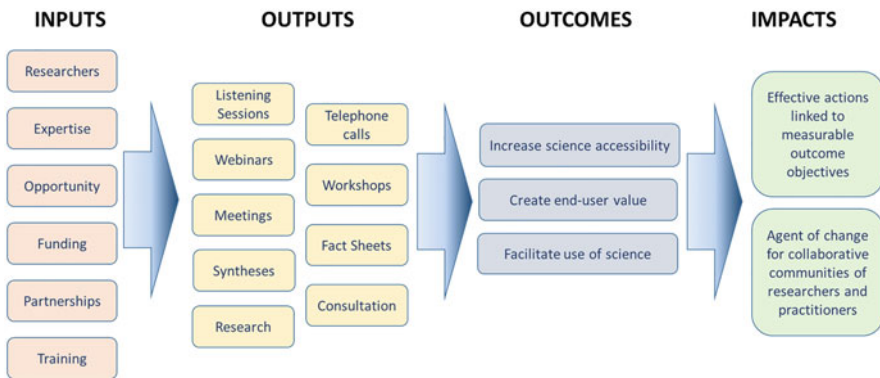 INPUTS
OUTPUTS
OUTCOMES
IMPACTS
Researchers
Expertise
Opportunity
Funding
Partnerships
Training
Listening
Sessions
Webinars
Meetings
Syntheses
Research
Telephone
calls
Workshops
Fact Sheets
Consultation
Increase science accessibility
Create end-user value
Facilitate use of science
Effective actions
linked to
measurable
outcome
objectives
Agent of change
for collaborative
communities of
researchers and
practitioners